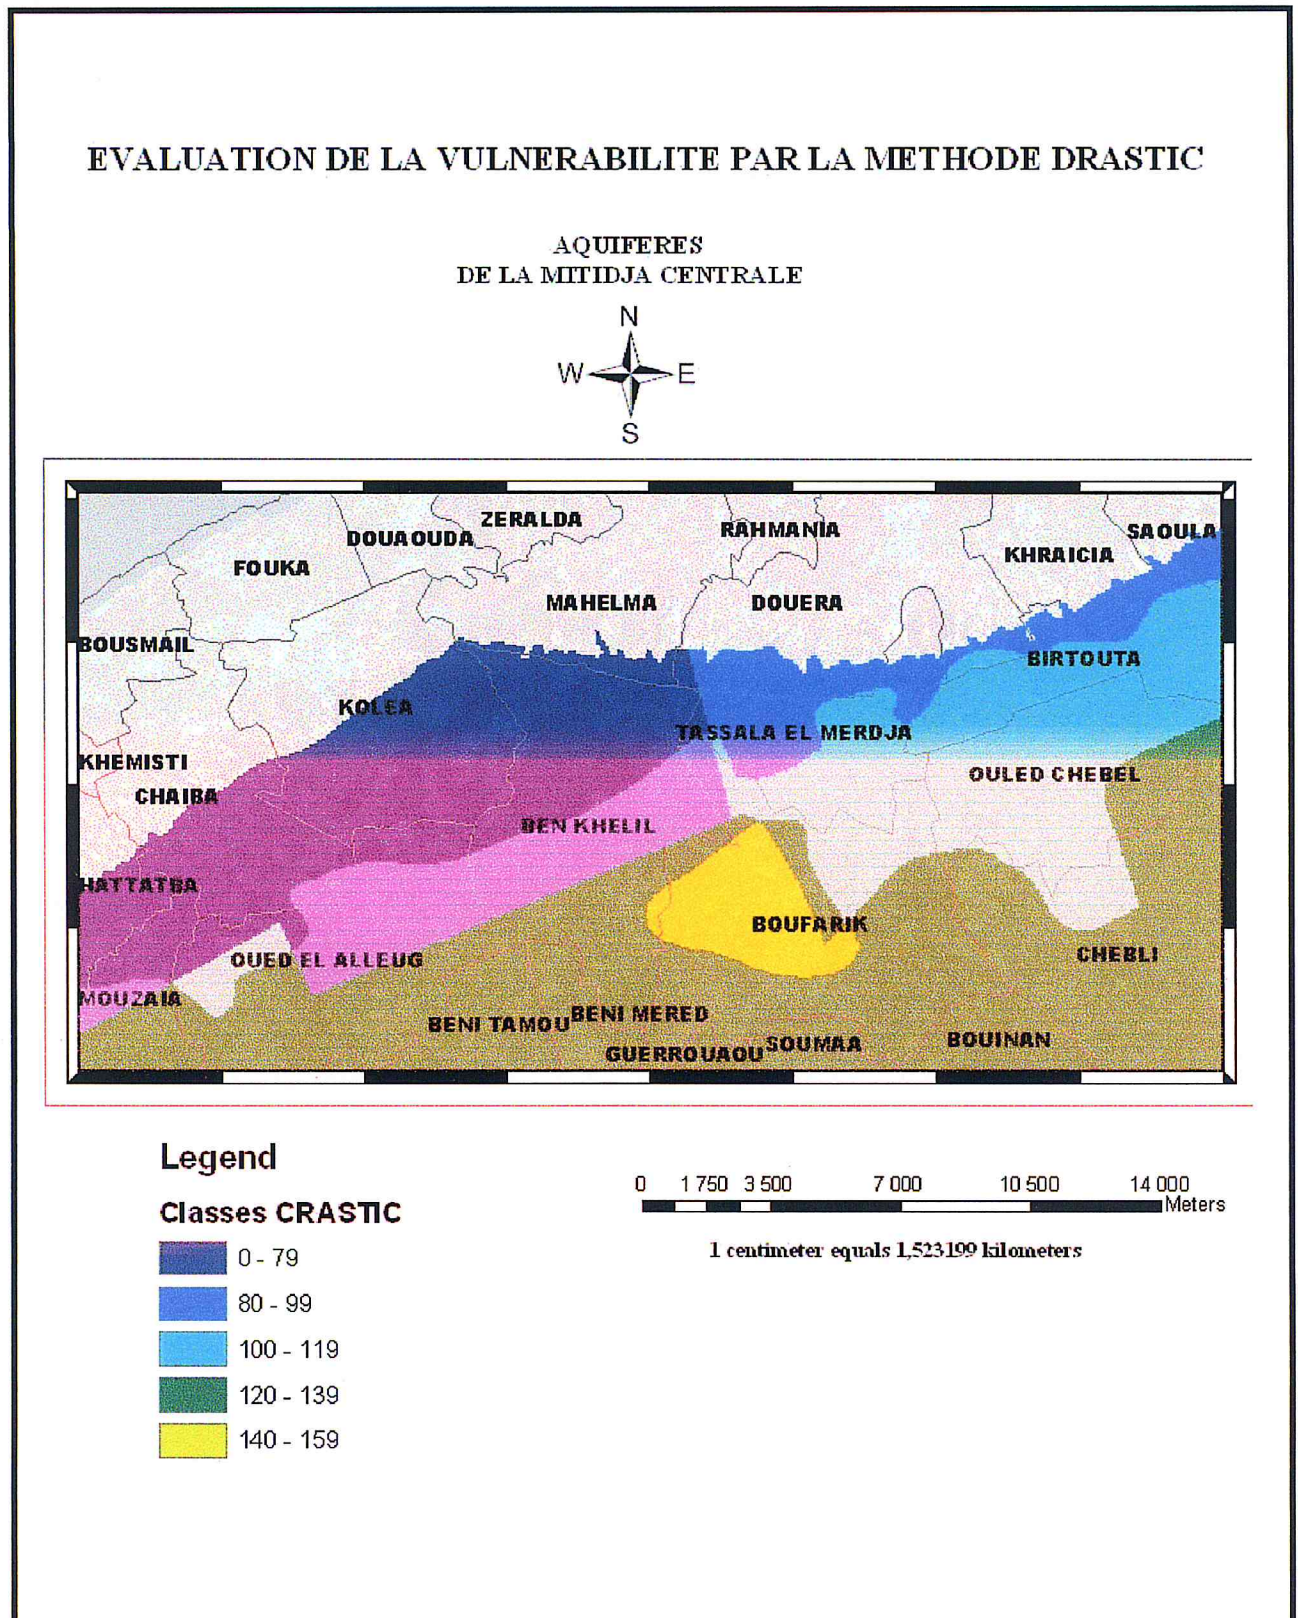 EVALUATION DE LA VULNERABILITE PAR LA METHODE DRASTIC
AQUIFERES
DE LA MITIDJA CENTRALE
N
W E
S
ZERALDA
DOUAOUDA
RAHMANIA
SAOULA
KHRAICIA
FOUKA
MAHELMA
DOUERA
BOUSMAIL
BIRTOUTA
KOLEA
TASSALA EL MERDJA
KHEMISTI
OULED CHEBEL
CHAIBA
BEN KHELIL
HATTATBA
BOUFARIK
CHEBLI
OUED EL ALLEUG
MOUZAIA
BENI MERED
BENI TAMOU
SOUMAA
BOUINAN
GUERROUAOU
Legend
Classes CRASTIC
0 - 79
80 - 99
100 - 119
120 - 139
140 - 159
0 1 750 3 500 7 000 10 500 14 000
Meters
1 centimeter equals 1,523199 kilometers